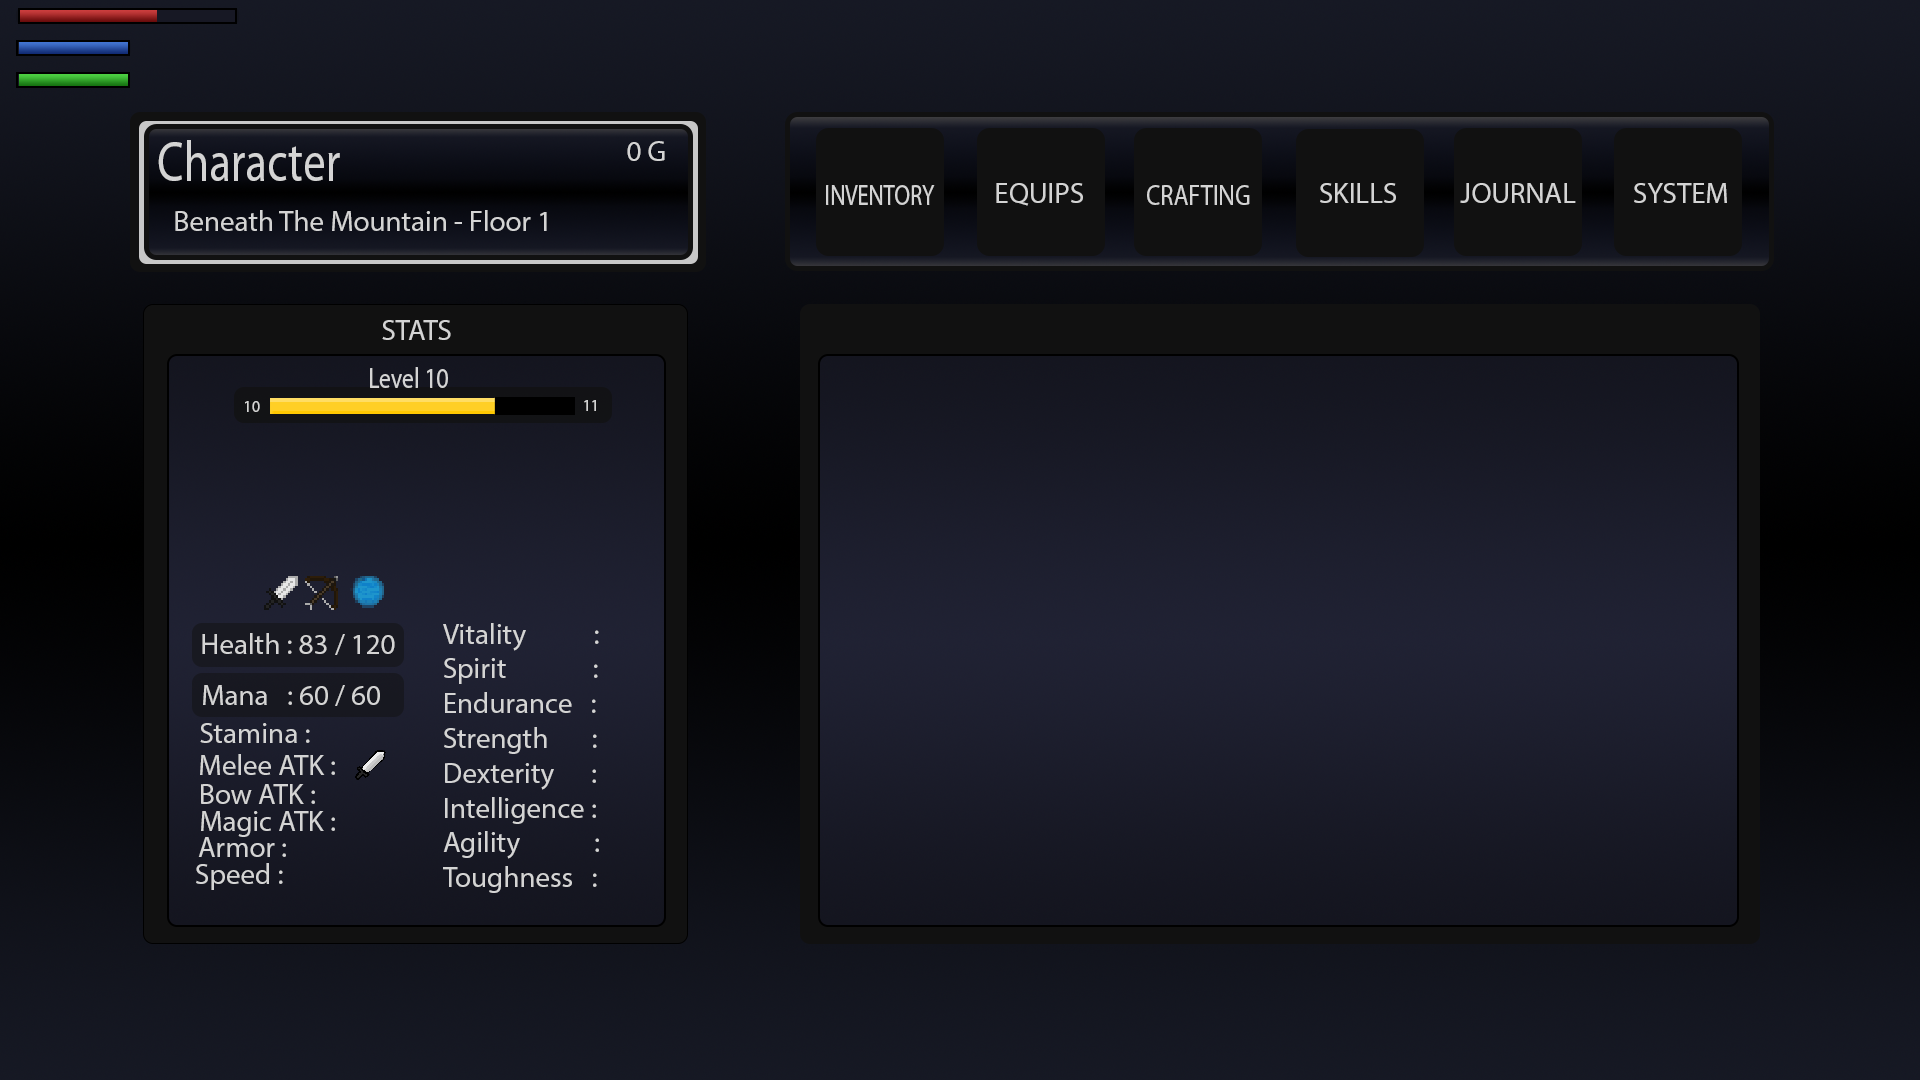 Character
0 G
Beneath The Mountain - Floor 1
INVENTORY
EQUIPS
CRAFTING
SKILLS
JOURNAL
SYSTEM
STATS
Level 10
10
11
Health : 83 / 120
Mana : 60 / 60
Stamina :
Melee ATK :
Bow ATK :
Magic ATK :
Armor :
Speed :
Vitality :
Spirit :
Endurance :
Strength :
Dexterity :
Intelligence :
Agility :
Toughness :